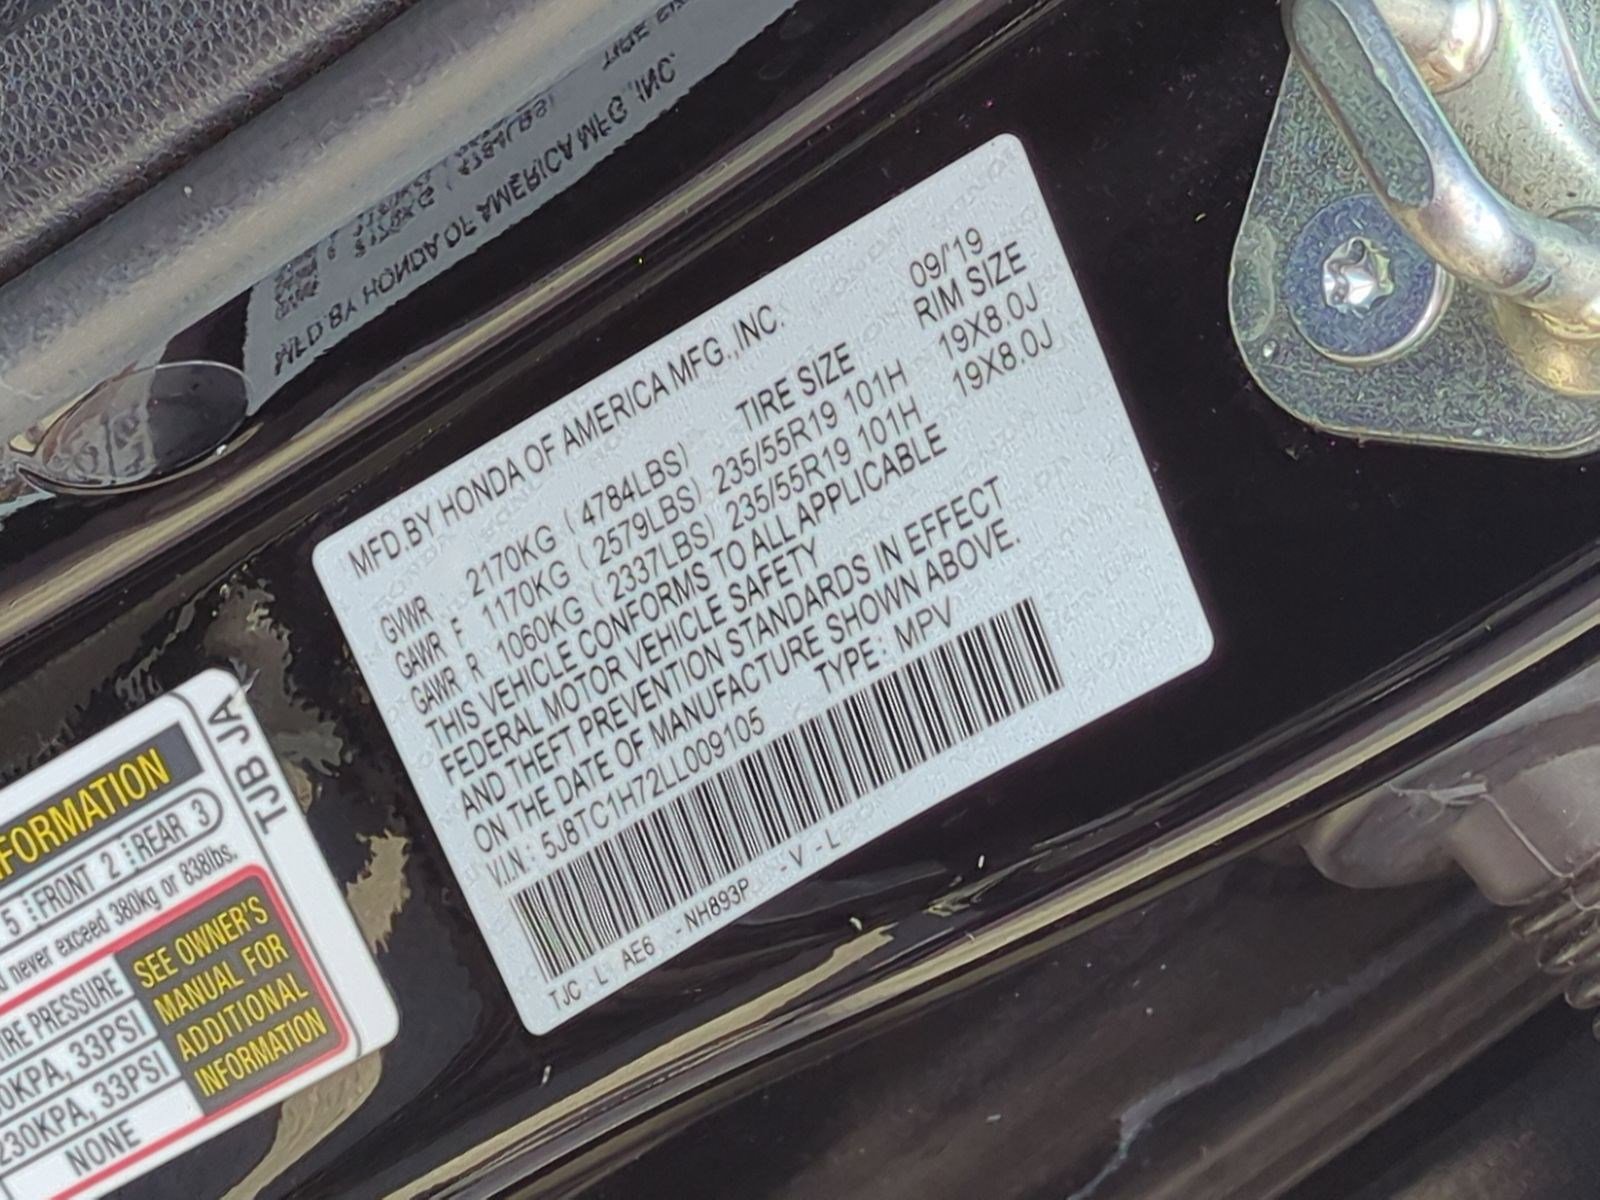 MFD.BY HONDA OF AMERICA MFG.,INC. 09/'19
GVWR 2170KG ( 4784LBS) TIRE SIZE RIM SIZE
GAWR F 1170KG ( 2579LBS) 235/55R19 101H 19X8.0J
GAWR R 1060KG ( 2337LBS) 235/55R19 101H 19X8.0J
THIS VEHICLE CONFORMS TO ALL APPLICABLE
FEDERAL MOTOR VEHICLE SAFETY
AND THEFT PREVENTION STANDARDS IN EFFECT
ON THE DATE OF MANUFACTURE SHOWN ABOVE.
V.I.N.: 5J8TC1H72LL009105 TYPE: MPV
TJC -L AE6 -NH893P -V -L
TJB JA
5 FRONT 2 REAR 3
never exceed 380kg or 838lbs.
PRESSURE
33PSI
230KPA, 33PSI
NONE
SEE OWNER'S
MANUAL FOR
ADDITIONAL
INFORMATION
MFD.BY HONDA OF AMERICA MFG.,INC.